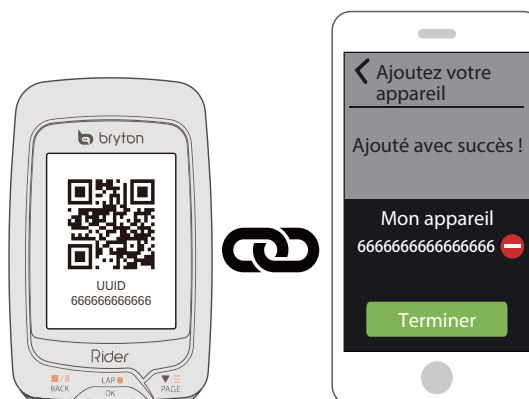 bryton
UUID
666666666666
Rider
BACK
LAP
OK
PAGE
Ajoutez votre
appareil
Ajouté avec succès !
Mon appareil
6666666666666666
Terminer